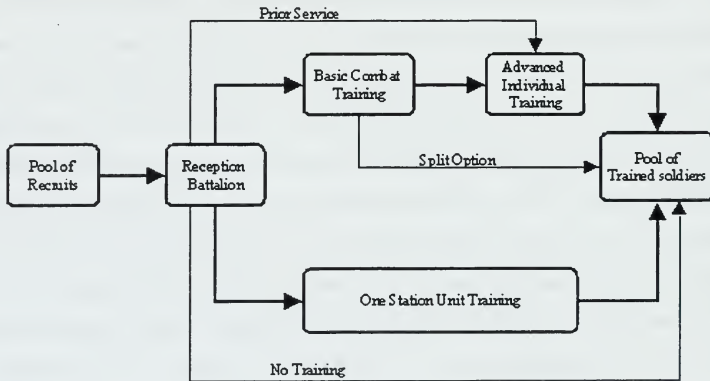 Prior Service
Basic Combat
Training
Advanced
Individual
Training
Split Option
Pool of
Recruits
Reception
Battalion
Pool of
Trained soldiers
One Station Unit Training
No Training